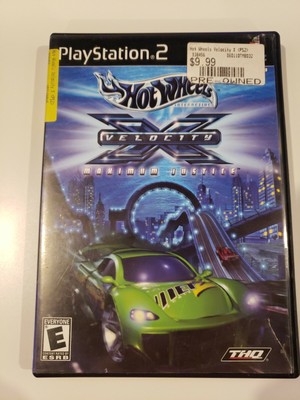 PlayStation 2
Hot Wheels Velocity X (PS2)
$9.99
PRE-OWNED
HOT WHEELS
X
VELOCITY
MAXIMUM JUSTICE
EVERYONE
E
ESRB
THQ